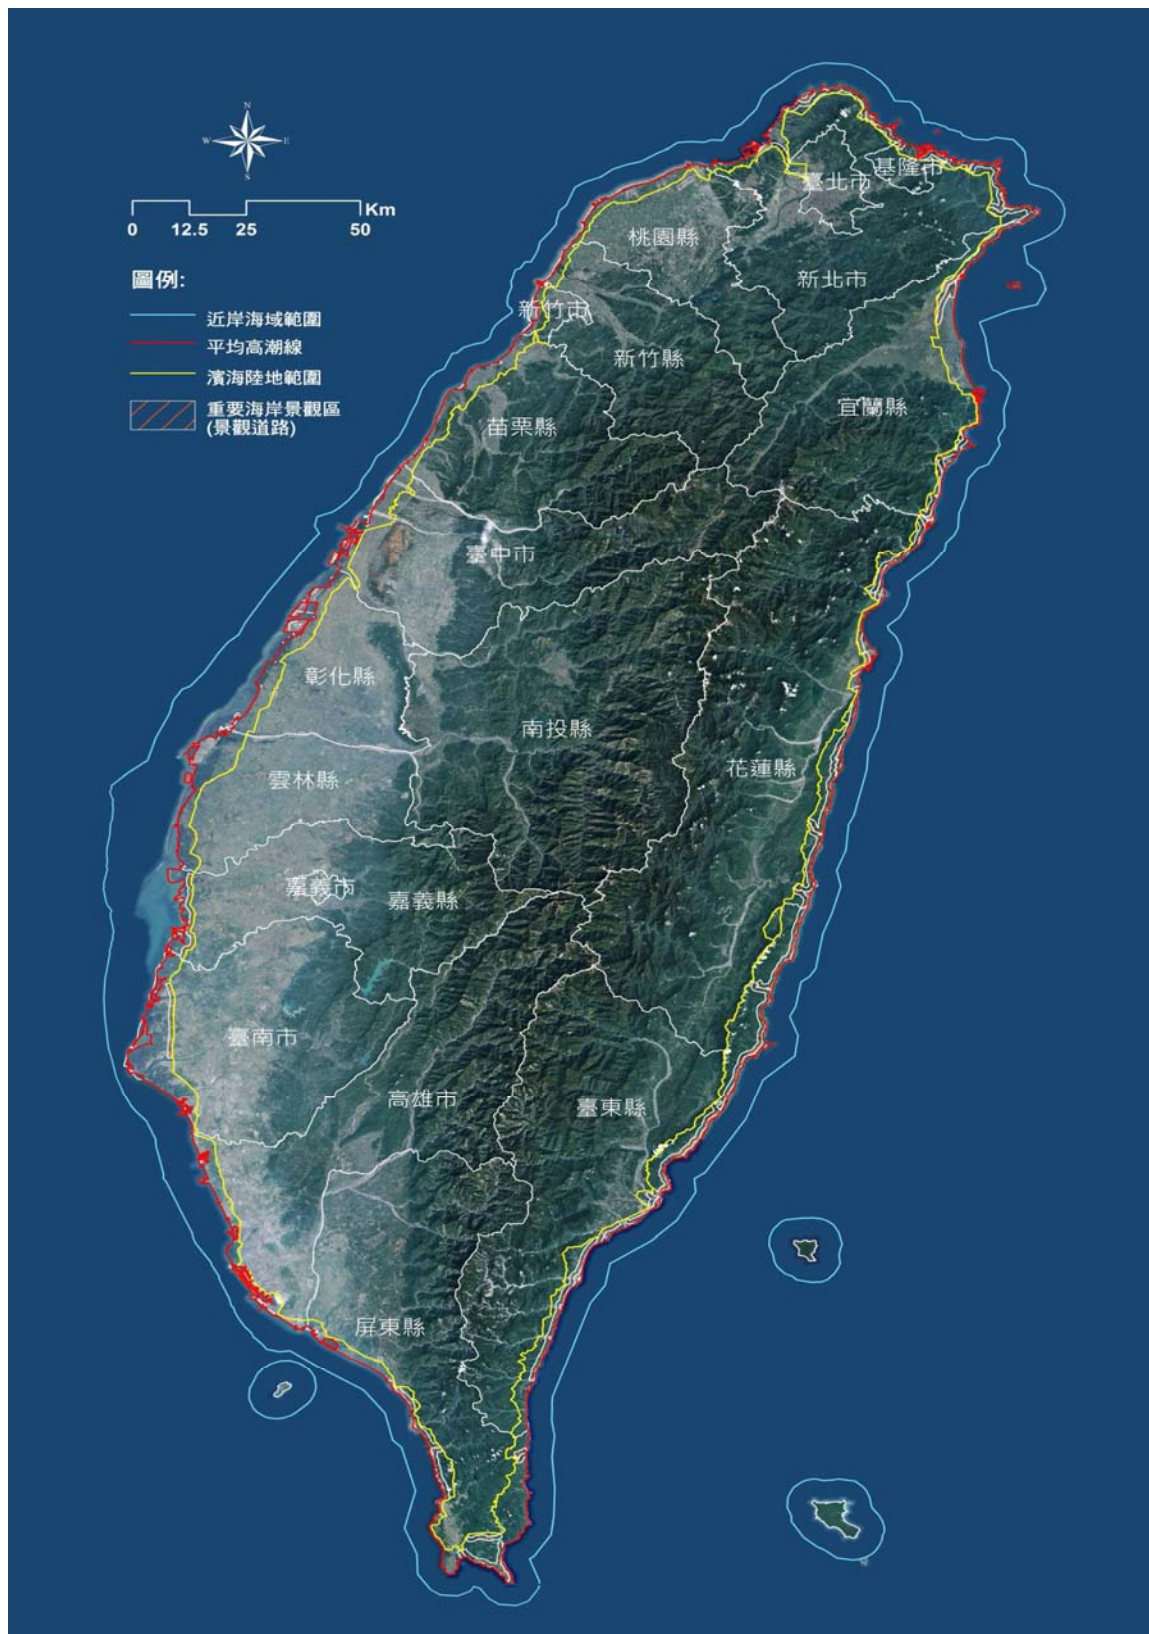 N
W E
S
Km
0 12.5 25 50
圖例:
近岸海域範圍
平均高潮線
濱海陸地範圍
重要海岸景觀區
(景觀道路)
基隆市
臺北市
桃園縣
新北市
新竹市
新竹縣
宜蘭縣
苗栗縣
臺中市
彰化縣
南投縣
花蓮縣
雲林縣
嘉義市
嘉義縣
臺南市
高雄市
臺東縣
屏東縣